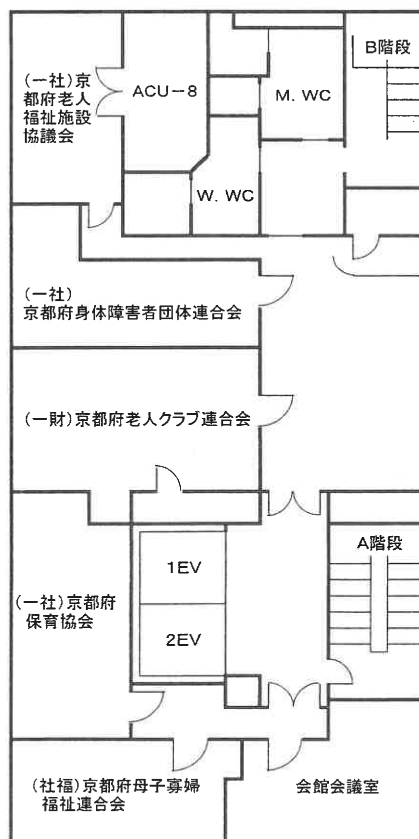 (一社)京
都府老人
福祉施設
協議会
ACU-8
M. WC
B階段
W. WC
(一社)
京都府身体障害者団体連合会
(一財)京都府老人クラブ連合会
1EV
2EV
A階段
(一社)京都府
保育協会
(社福)京都府母子寡婦
福祉連合会
会館会議室